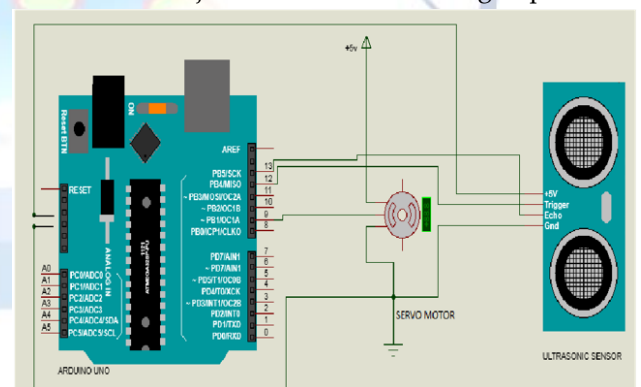 +5v
ON
Reset BTN
AREF
PB5/SCK 13
PB4/MISO 12
~ PB3/MOSI/OC2A 11
~ PB2/OC1B 10
~ PB1/OC1A 9
PB0/ICP1/CLKO 8
RESET
ANALOG IN
ATMEGA328P-PU
A0 PC0/ADC0
A1 PC1/ADC1
A2 PC2/ADC2
A3 PC3/ADC3
A4 PC4/ADC4/SDA
A5 PC5/ADC5/SCL
PD7/AIN1 7
~ PD7/AIN1 6
~ PD5/T1/OC0B 5
PD4/T0/XCK 4
~ PD3/INT1/OC2B 3
PD2/INT0 2
PD1/TXD 1
PD0/RXD 0
ARDUINO UNO
SERVO MOTOR
+5V
Trigger
Echo
Gnd
ULTRASONIC SENSOR